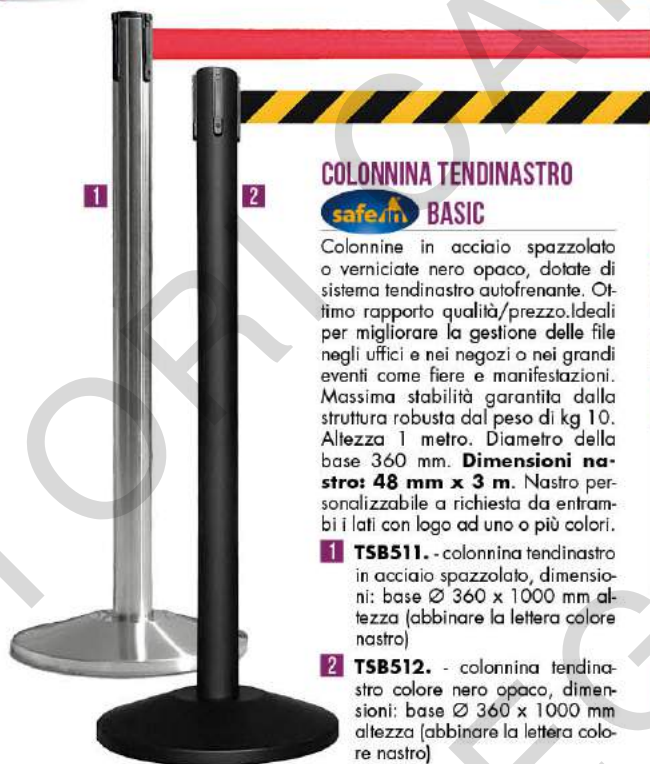 1
2
COLONNINA TENDINASTRO
safe BASIC
Colonnine in acciaio spazzolato
o verniciate nero opaco, dotate di
sistema tendinastro autofrenante. Ot-
timo rapporto qualità/prezzo.Ideali
per migliorare la gestione delle file
negli uffici e nei negozi o nei grandi
eventi come fiere e manifestazioni.
Massima stabilità garantita dalla
struttura robusta dal peso di kg 10.
Altezza 1 metro. Diametro della
base 360 mm. Dimensioni na-
stro: 48 mm x 3 m. Nastro per-
sonalizzabile a richiesta da entram-
bi i lati con logo ad uno o più colori.
1 TSB511. - colonnina tendinastro
in acciaio spazzolato, dimensio-
ni: base Ø 360 x 1000 mm al-
tezza (abbinare la lettera colore
nastro)
2 TSB512. - colonnina tendina-
stro colore nero opaco, dimen-
sioni: base Ø 360 x 1000 mm
altezza (abbinare la lettera colo-
re nastro)